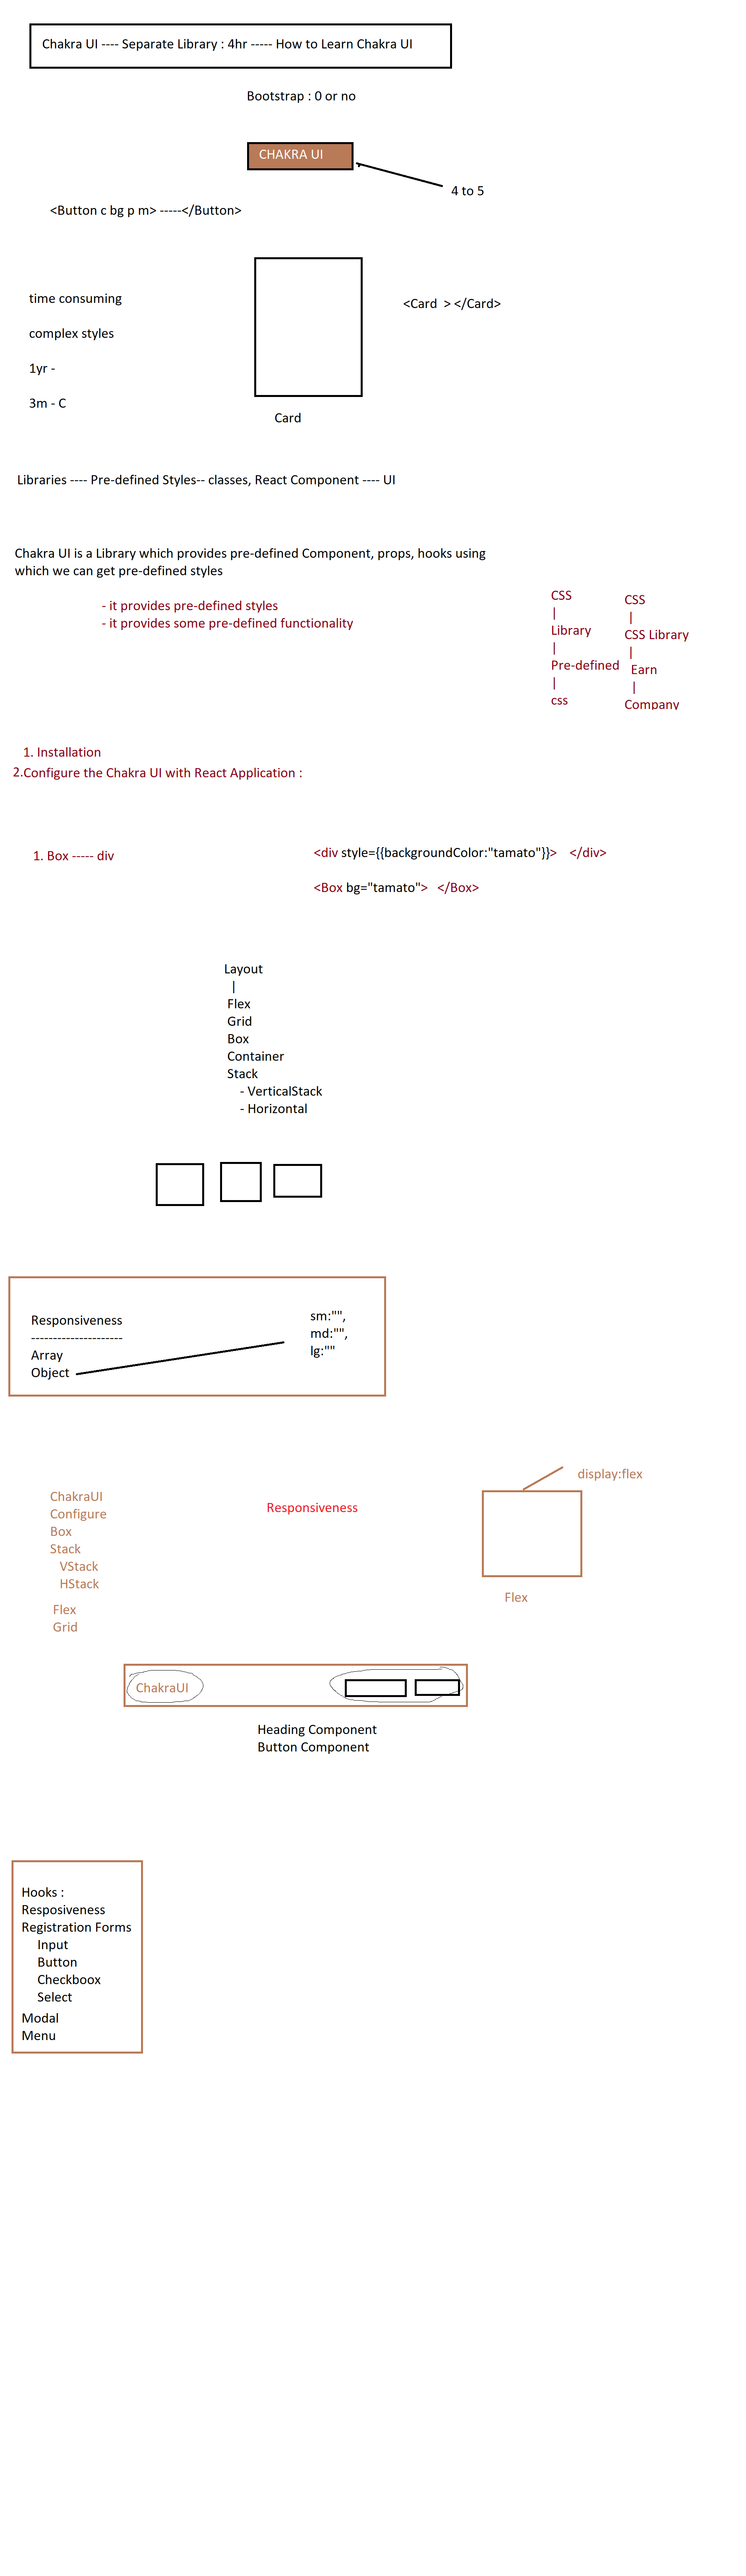 Chakra UI ---- Separate Library : 4hr ----- How to Learn Chakra UI
Bootstrap : 0 or no
CHAKRA UI
4 to 5
<Button c bg p m> -----</Button>
time consuming
complex styles
1yr -
3m - C
<Card > </Card>
Card
Libraries ---- Pre-defined Styles-- classes, React Component ---- UI
Chakra UI is a Library which provides pre-defined Component, props, hooks using
which we can get pre-defined styles
- it provides pre-defined styles
- it provides some pre-defined functionality
CSS
|
Library
|
Pre-defined
|
css
CSS
|
CSS Library
|
Earn
|
Company
1. Installation
2.Configure the Chakra UI with React Application :
1. Box ----- div
<div style={{backgroundColor:"tamato"}}> </div>
<Box bg="tamato"> </Box>
Layout
|
Flex
Grid
Box
Container
Stack
- VerticalStack
- Horizontal
Responsiveness
---------------------
Array
Object
sm:"",
md:"",
lg:""
ChakraUI
Configure
Box
Stack
VStack
HStack
Flex
Grid
Responsiveness
display:flex
Flex
ChakraUI
Heading Component
Button Component
Hooks :
Resposiveness
Registration Forms
Input
Button
Checkboox
Select
Modal
Menu